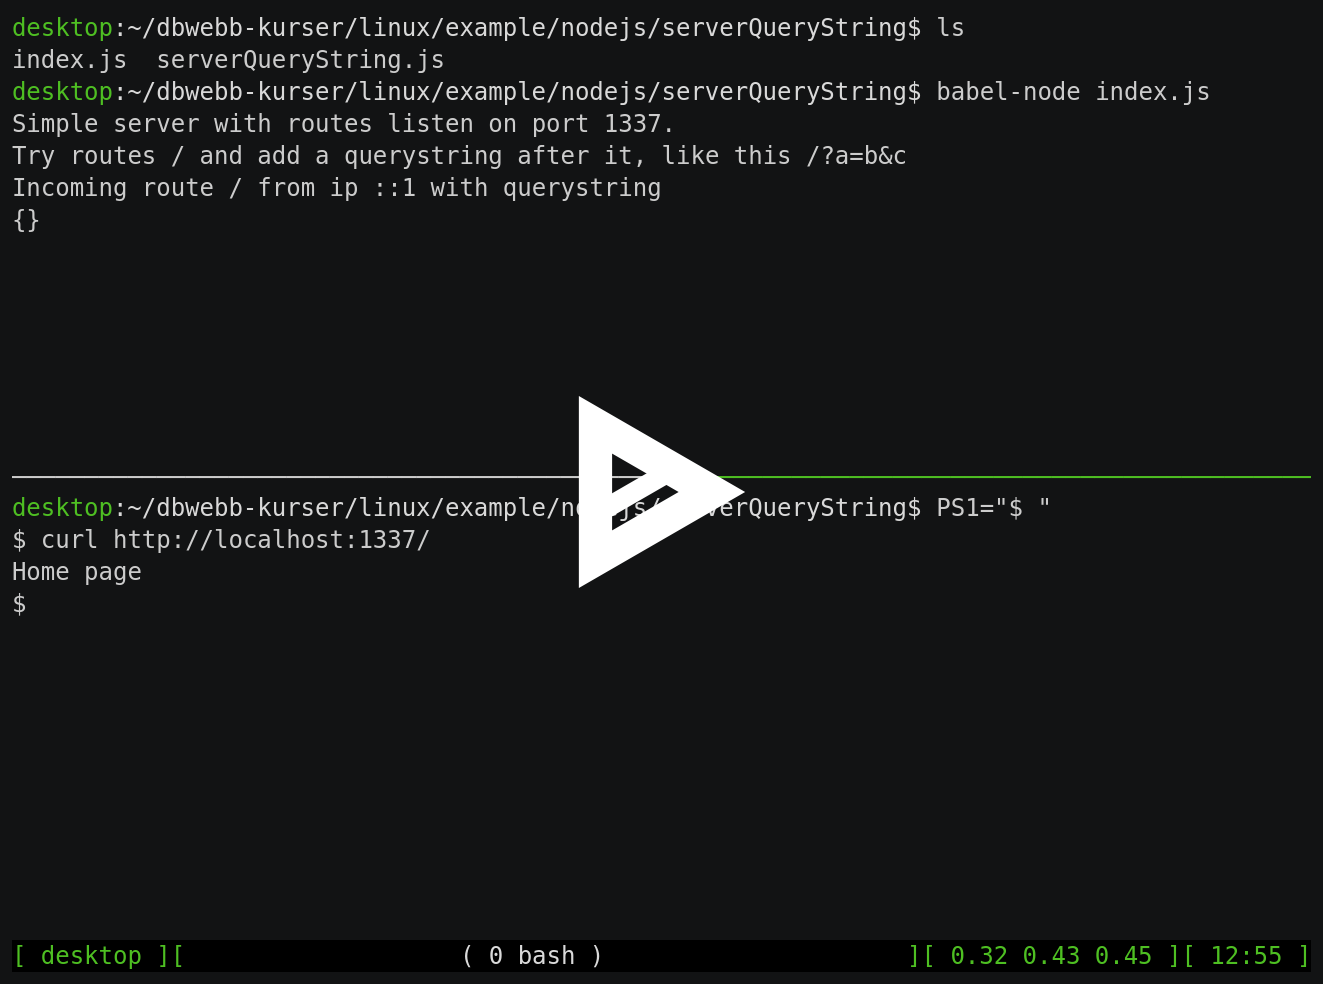 desktop:~/dbwebb-kurser/linux/example/nodejs/serverQueryString$ ls
index.js  serverQueryString.js
desktop:~/dbwebb-kurser/linux/example/nodejs/serverQueryString$ babel-node index.js
Simple server with routes listen on port 1337.
Try routes / and add a querystring after it, like this /?a=b&c
Incoming route / from ip ::1 with querystring
{}
desktop:~/dbwebb-kurser/linux/example/nodejs/serverQueryString$ PS1="$ "
$ curl http://localhost:1337/
Home page
$
[ desktop ][ ( 0 bash ) ][ 0.32 0.43 0.45 ][ 12:55 ]